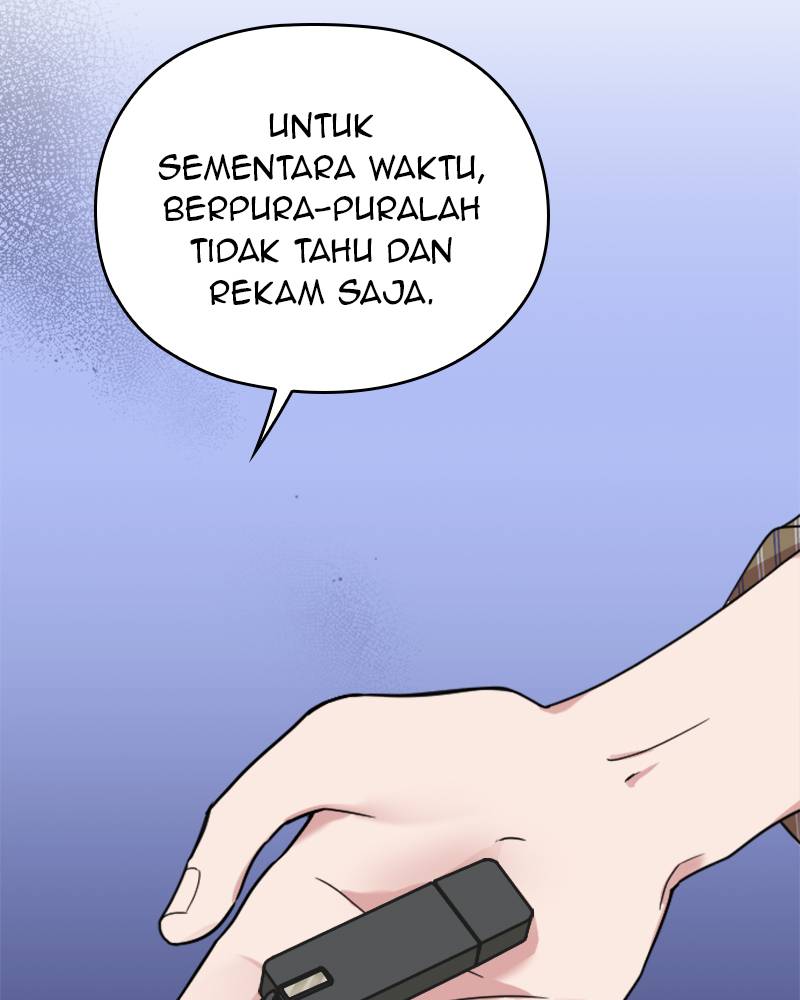 UNTUK
SEMENTARA WAKTU,
BERPURA-PURALAH
TIDAK TAHU DAN
REKAM SAJA.